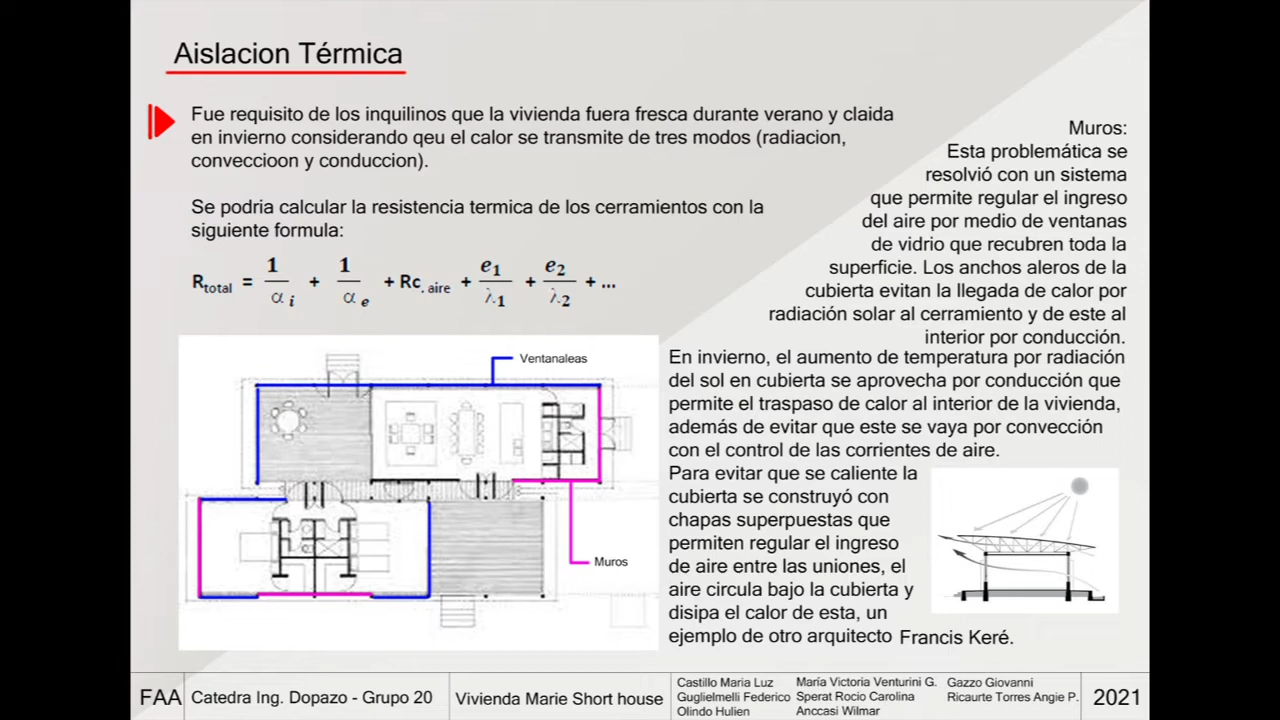 Aislacion Térmica
Fue requisito de los inquilinos que la vivienda fuera fresca durante verano y claida
en invierno considerando qeu el calor se transmite de tres modos (radiacion,
conveccioon y conduccion).
Se podria calcular la resistencia termica de los cerramientos con la
siguiente formula:
R total = 1/α i + 1/α e + Rc. aire + e1/λ1 + e2/λ2 + ...
Muros:
Esta problemática se
resolvió con un sistema
que permite regular el ingreso
del aire por medio de ventanas
de vidrio que recubren toda la
superficie. Los anchos aleros de la
cubierta evitan la llegada de calor por
radiación solar al cerramiento y de este al
interior por conducción.
En invierno, el aumento de temperatura por radiación
del sol en cubierta se aprovecha por conducción que
permite el traspaso de calor al interior de la vivienda,
además de evitar que este se vaya por convección
con el control de las corrientes de aire.
Para evitar que se caliente la
cubierta se construyó con
chapas superpuestas que
permiten regular el ingreso
de aire entre las uniones, el
aire circula bajo la cubierta y
disipa el calor de esta, un
ejemplo de otro arquitecto Francis Keré.
Ventanaleas
Muros
FAA
Catedra Ing. Dopazo - Grupo 20
Vivienda Marie Short house
Castillo Maria Luz
Guglielmelli Federico
Olindo Hulien
María Victoria Venturini G.
Sperat Rocio Carolina
Anccasi Wilmar
Gazzo Giovanni
Ricaurte Torres Angie P.
2021